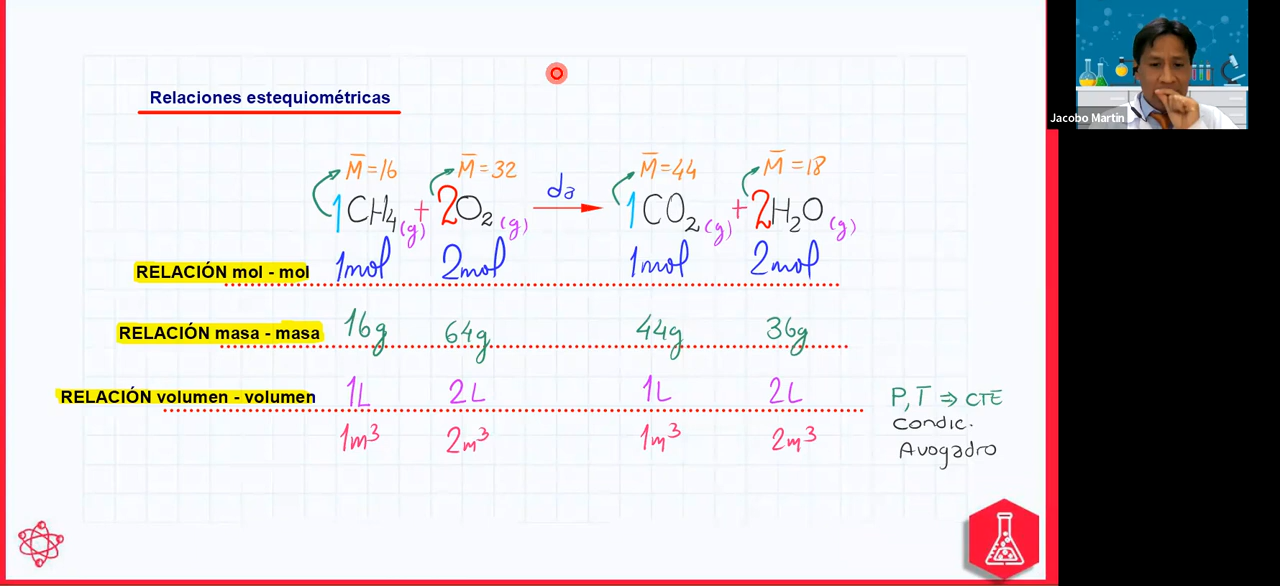 Jacobo Martin
Relaciones estequiométricas
M̅ = 16 M̅ = 32 M̅ = 44 M̅ = 18
1CH₄(g) + 2O₂(g) da → 1CO₂(g) + 2H₂O(g)
RELACIÓN mol - mol 1mol 2mol 1mol 2mol
RELACIÓN masa - masa 16g 64g 44g 36g
RELACIÓN volumen - volumen 1L 2L 1L 2L
1m³ 2m³ 1m³ 2m³
P, T ⇒ CTE
Condic.
Avogadro